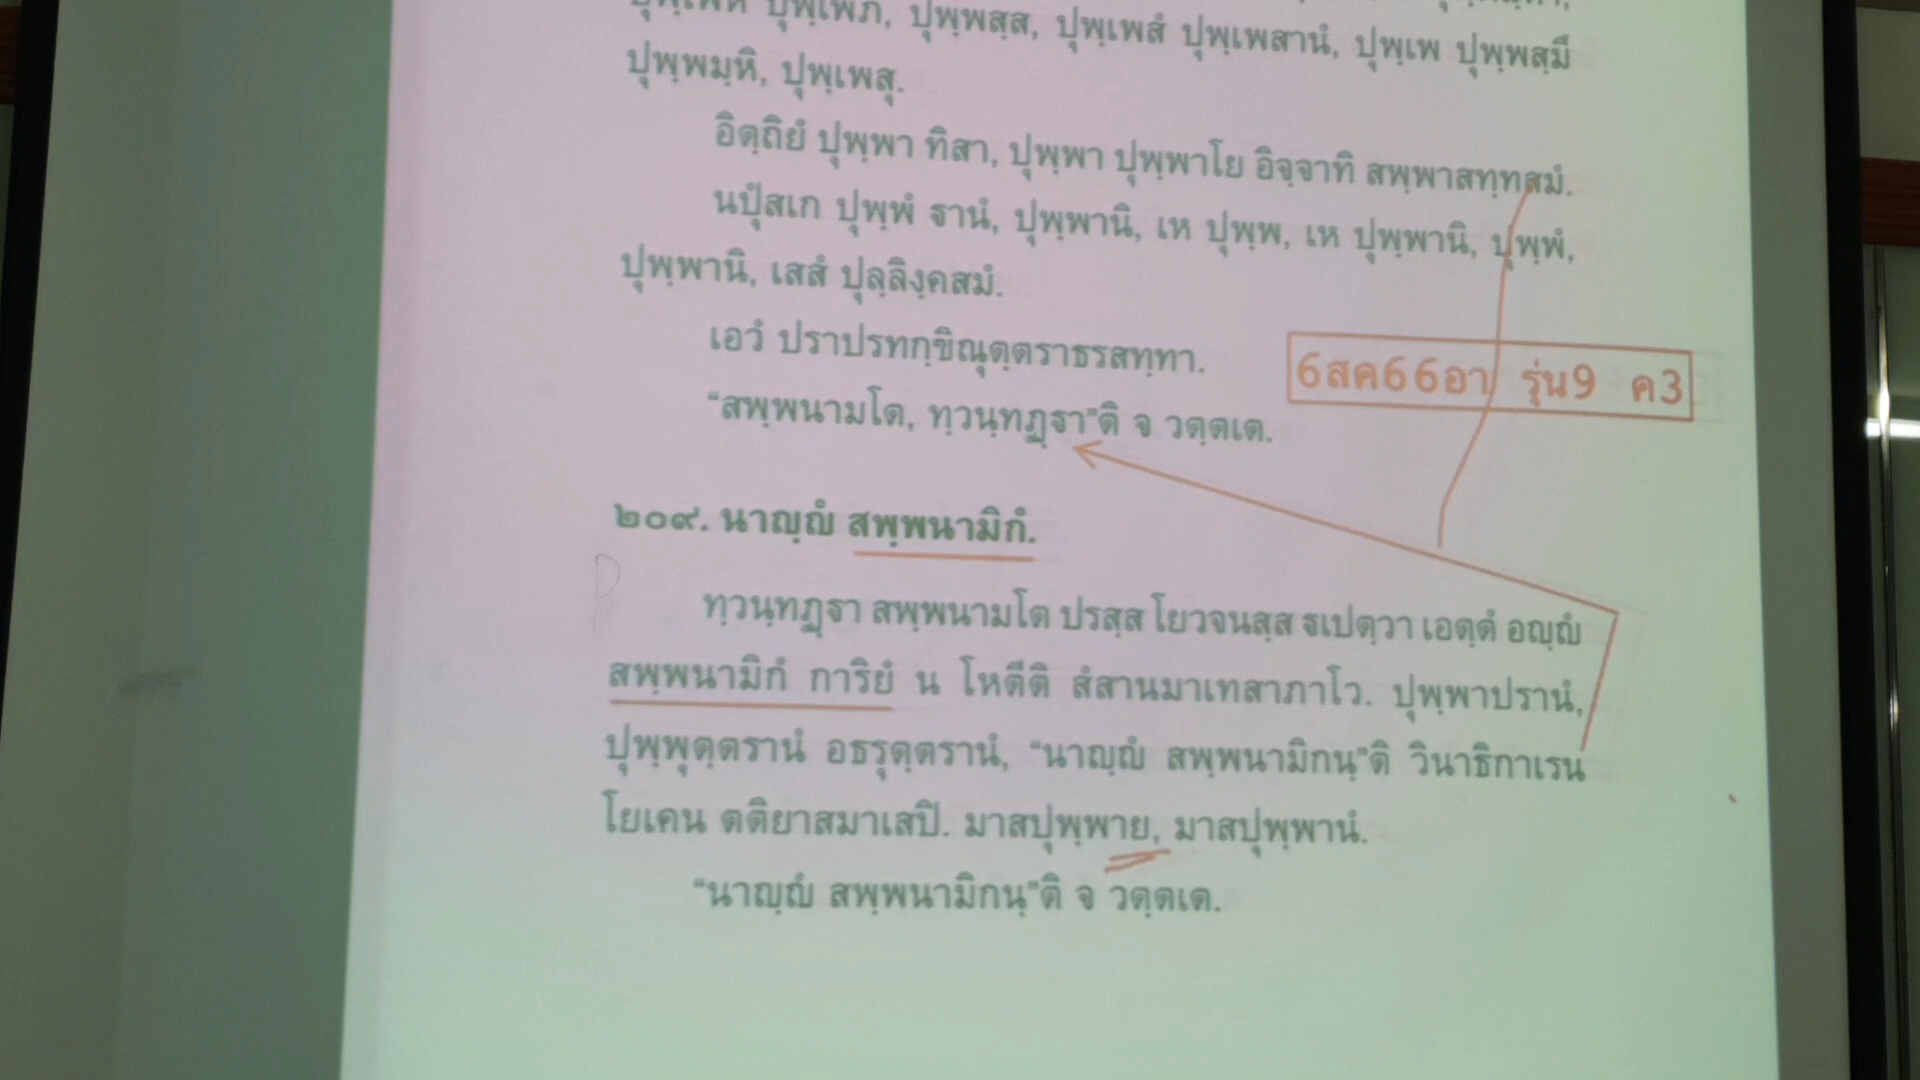 ปุพฺเพหิ ปุพฺเพภิ, ปุพฺพสฺส, ปุพฺเพสํ ปุพฺเพสานํ, ปุพฺเพ ปุพฺพสฺมึ
ปุพฺพมฺหิ, ปุพฺเพสุ.
อิตฺถิยํ ปุพฺพา ทิสา, ปุพฺพา ปุพฺพาโย อิจฺจาทิ สพฺพาสทฺทสมํ.
นปุํสเก ปุพฺพํ ฐานํ, ปุพฺพานิ, เห ปุพฺพ, เห ปุพฺพานิ, ปุพฺพํ,
ปุพฺพานิ, เสสํ ปุลฺลิงฺคสมํ.
เอวํ ปราปรทกฺขิณุตฺตราธรสทฺทา.
6สค66อา รุ่น9 ค3
“สพฺพนามโต, ทฺวนฺทฏฺฐา”ติ จ วตฺตเต.
๒๐๙. นาญฺญํ สพฺพนามิกํ.
ทฺวนฺทฏฺฐา สพฺพนามโต ปรสฺส โยวจนสฺส ฐเปตฺวา เอตฺตํ อญฺญํ
สพฺพนามิกํ การิยํ น โหตีติ สํสานมาเทสาภาโว. ปุพฺพาปรานํ,
ปุพฺพุตฺตรานํ อธรุตฺตรานํ, “นาญฺญํ สพฺพนามิกนฺ”ติ วินาธิกาเรน
โยเคน ตติยาสมาเสปิ. มาสปุพฺพาย, มาสปุพฺพานํ.
“นาญฺญํ สพฺพนามิกนฺ”ติ จ วตฺตเต.